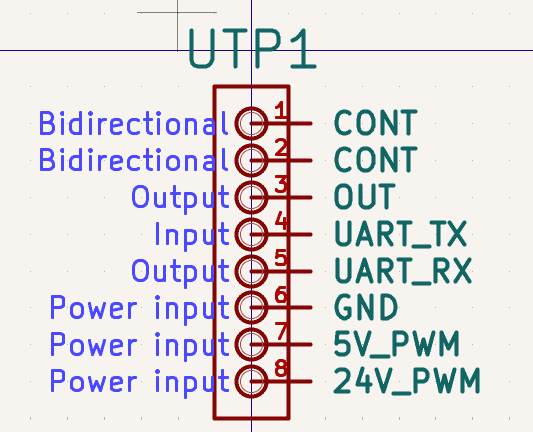 UTP1
Bidirectional 1 CONT
Bidirectional 2 CONT
Output 3 OUT
Input 4 UART_TX
Output 5 UART_RX
Power input 6 GND
Power input 7 5V_PWM
Power input 8 24V_PWM